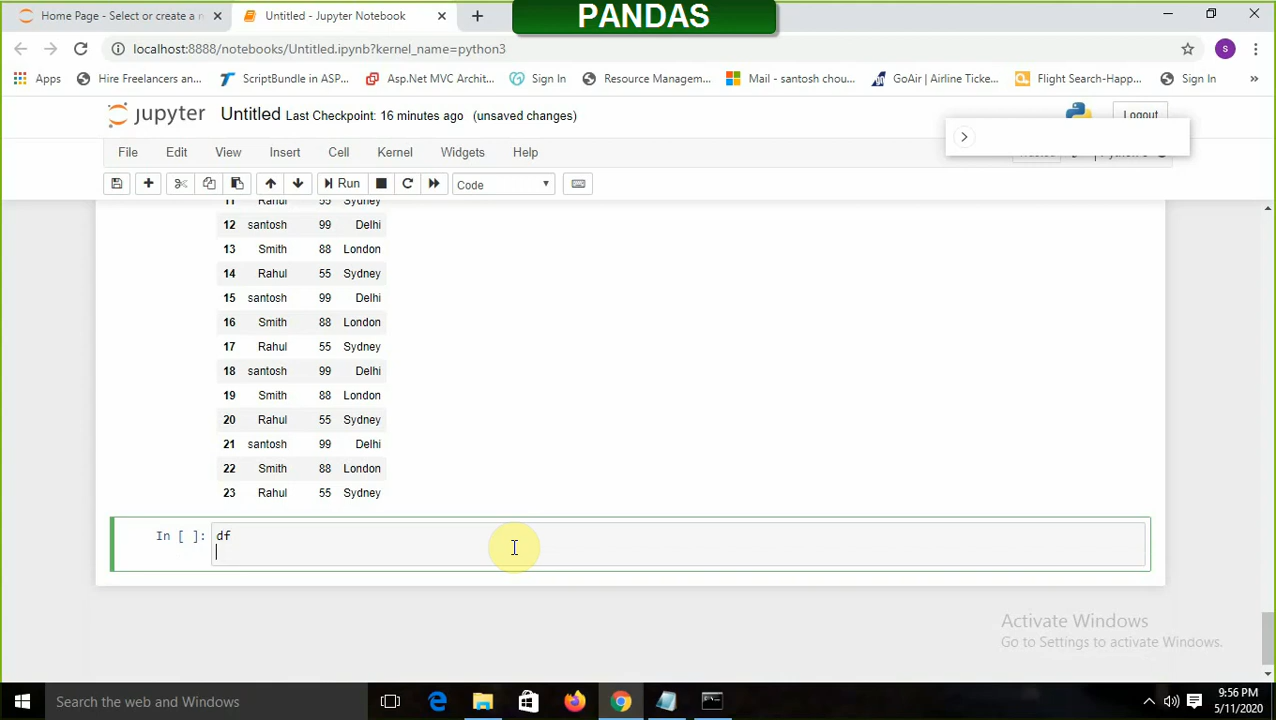 PANDAS
Home Page - Select or create a n
Untitled - Jupyter Notebook
localhost:8888/notebooks/Untitled.ipynb?kernel_name=python3
S
Apps
Hire Freelancers an...
ScriptBundle in ASP...
Asp.Net MVC Archit...
Sign In
Resource Managem...
Mail - santosh chou...
GoAir | Airline Ticke...
Flight Search-Happ...
Sign In
»
jupyter Untitled Last Checkpoint: 16 minutes ago (unsaved changes)
Logout
File Edit View Insert Cell Kernel Widgets Help
Run Code
11 Rahul 55 Sydney
12 santosh 99 Delhi
13 Smith 88 London
14 Rahul 55 Sydney
15 santosh 99 Delhi
16 Smith 88 London
17 Rahul 55 Sydney
18 santosh 99 Delhi
19 Smith 88 London
20 Rahul 55 Sydney
21 santosh 99 Delhi
22 Smith 88 London
23 Rahul 55 Sydney
In [ ]: df
Activate Windows
Go to Settings to activate Windows.
Search the web and Windows
9:56 PM
5/11/2020